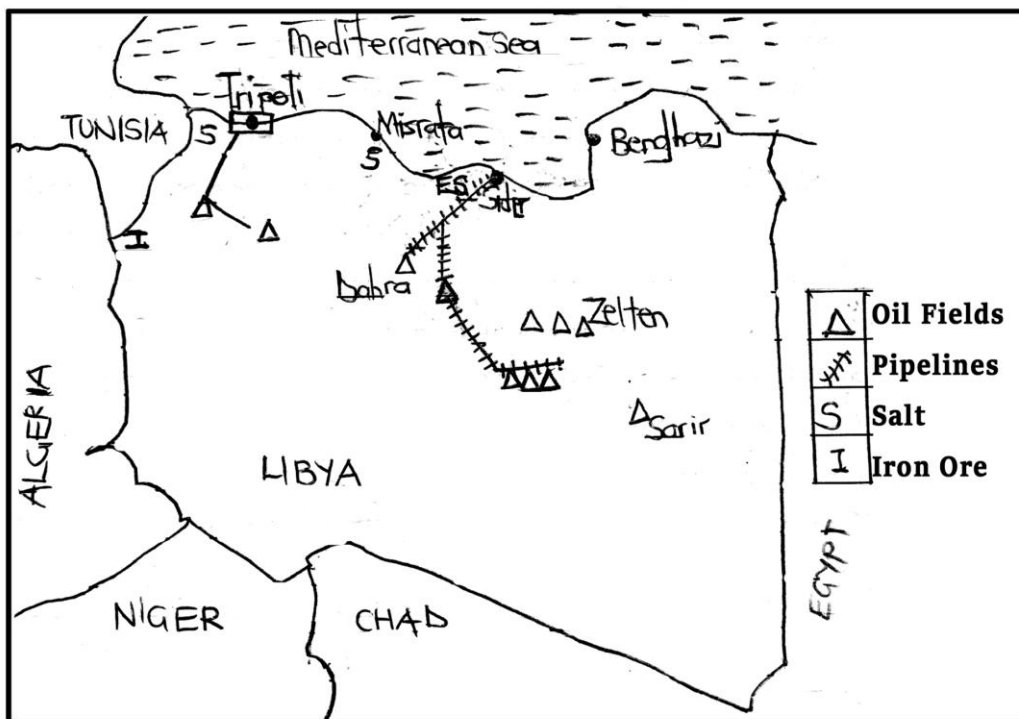 Mediterranean Sea
Tripoli
TUNISIA
S
Misrata
S
Benghazi
ES
I
Dabra
Zelten
Sarir
ALGERIA
LIBYA
NIGER
CHAD
EGYPT
Oil Fields
Pipelines
S Salt
I Iron Ore